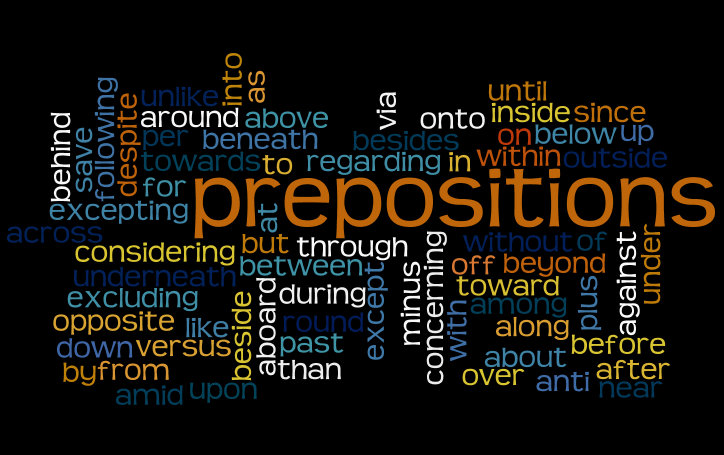 into
as
unlike
until
following
despite
via
inside
since
around
above
onto
behind
save
per
beneath
besides
on
below
up
towards
to
regarding
in
within
outside
for
prepositions
excepting
at
across
considering
but
through
without
of
under
concerning
against
underneath
between
off
beyond
excluding
aboard
during
except
minus
toward
among
plus
opposite
like
beside
round
with
along
down
versus
past
about
before
by
from
than
over
anti
after
amid
upon
near